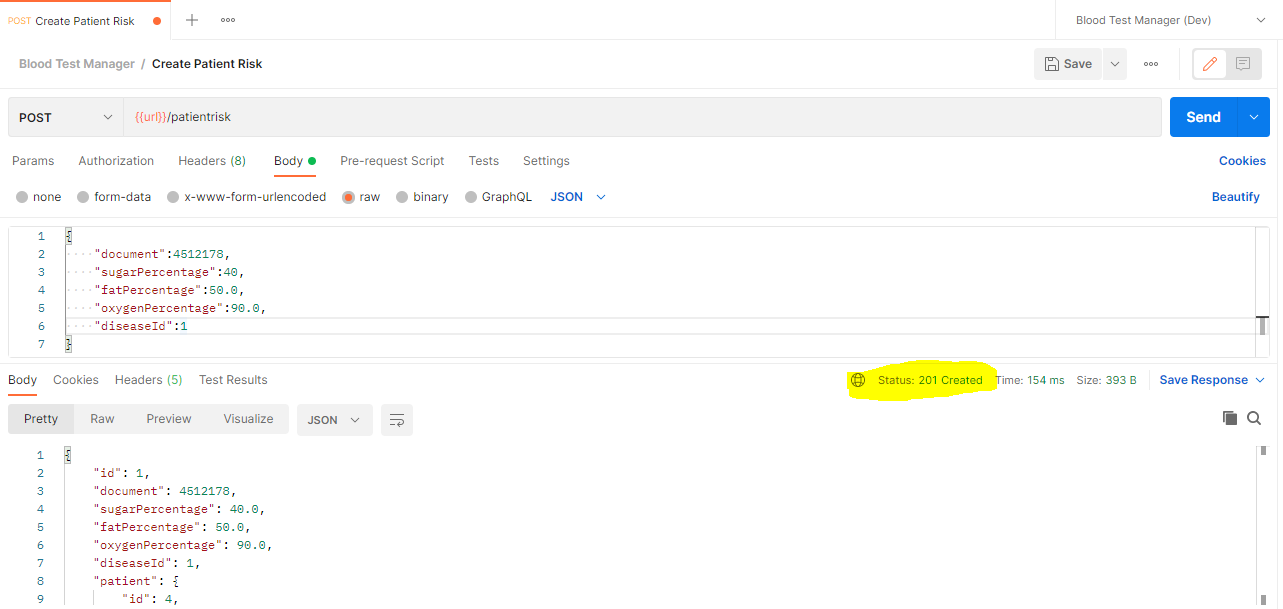 POST Create Patient Risk
Blood Test Manager (Dev)
Blood Test Manager / Create Patient Risk
Save
POST
{{url}}/patientrisk
Send
Params Authorization Headers (8) Body Pre-request Script Tests Settings
Cookies
none form-data x-www-form-urlencoded raw binary GraphQL JSON
Beautify
1 {
2 "document":4512178,
3 "sugarPercentage":40,
4 "fatPercentage":50.0,
5 "oxygenPercentage":90.0,
6 "diseaseId":1
7 }
Body Cookies Headers (5) Test Results
Status: 201 Created Time: 154 ms Size: 393 B Save Response
Pretty Raw Preview Visualize JSON
1 {
2 "id": 1,
3 "document": 4512178,
4 "sugarPercentage": 40.0,
5 "fatPercentage": 50.0,
6 "oxygenPercentage": 90.0,
7 "diseaseId": 1,
8 "patient": {
9 "id": 4,